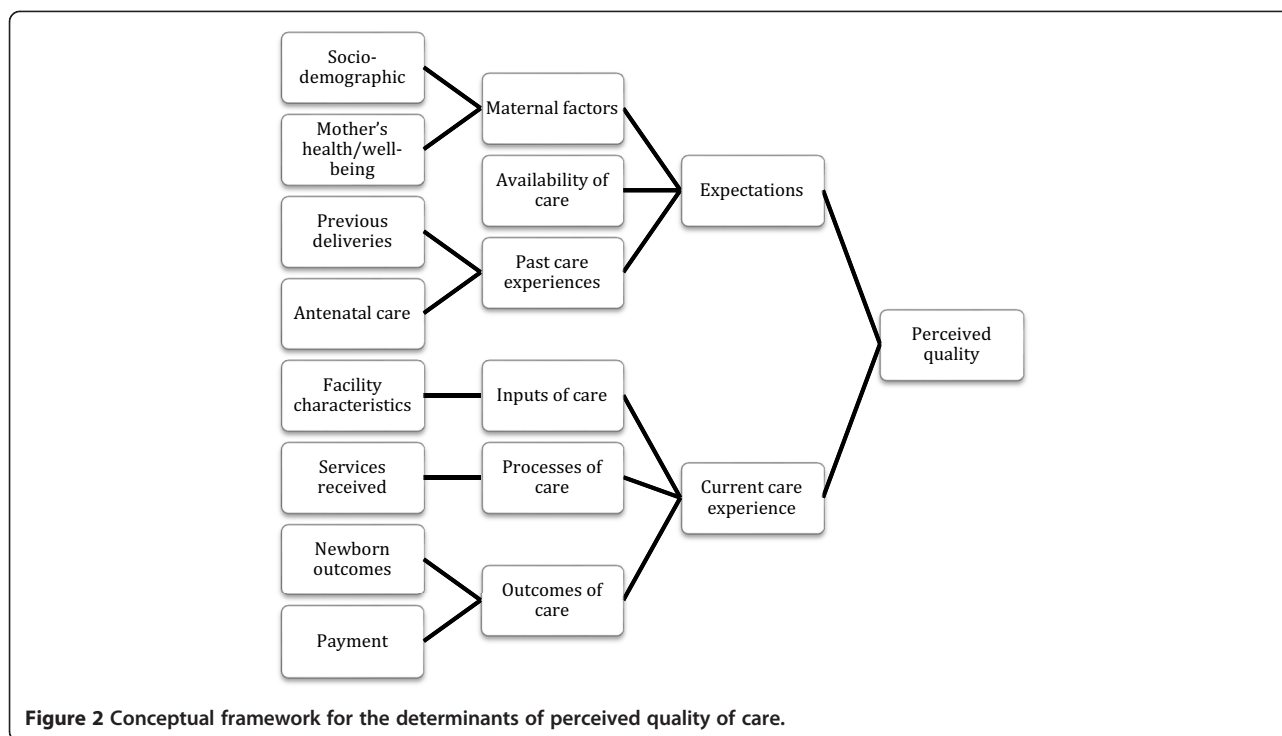 Socio-
demographic
Mother's
health/well-
being
Previous
deliveries
Antenatal care
Facility
characteristics
Services
received
Newborn
outcomes
Payment
Maternal factors
Availability of
care
Past care
experiences
Inputs of care
Processes of
care
Outcomes of
care
Expectations
Current care
experience
Perceived
quality
Figure 2 Conceptual framework for the determinants of perceived quality of care.